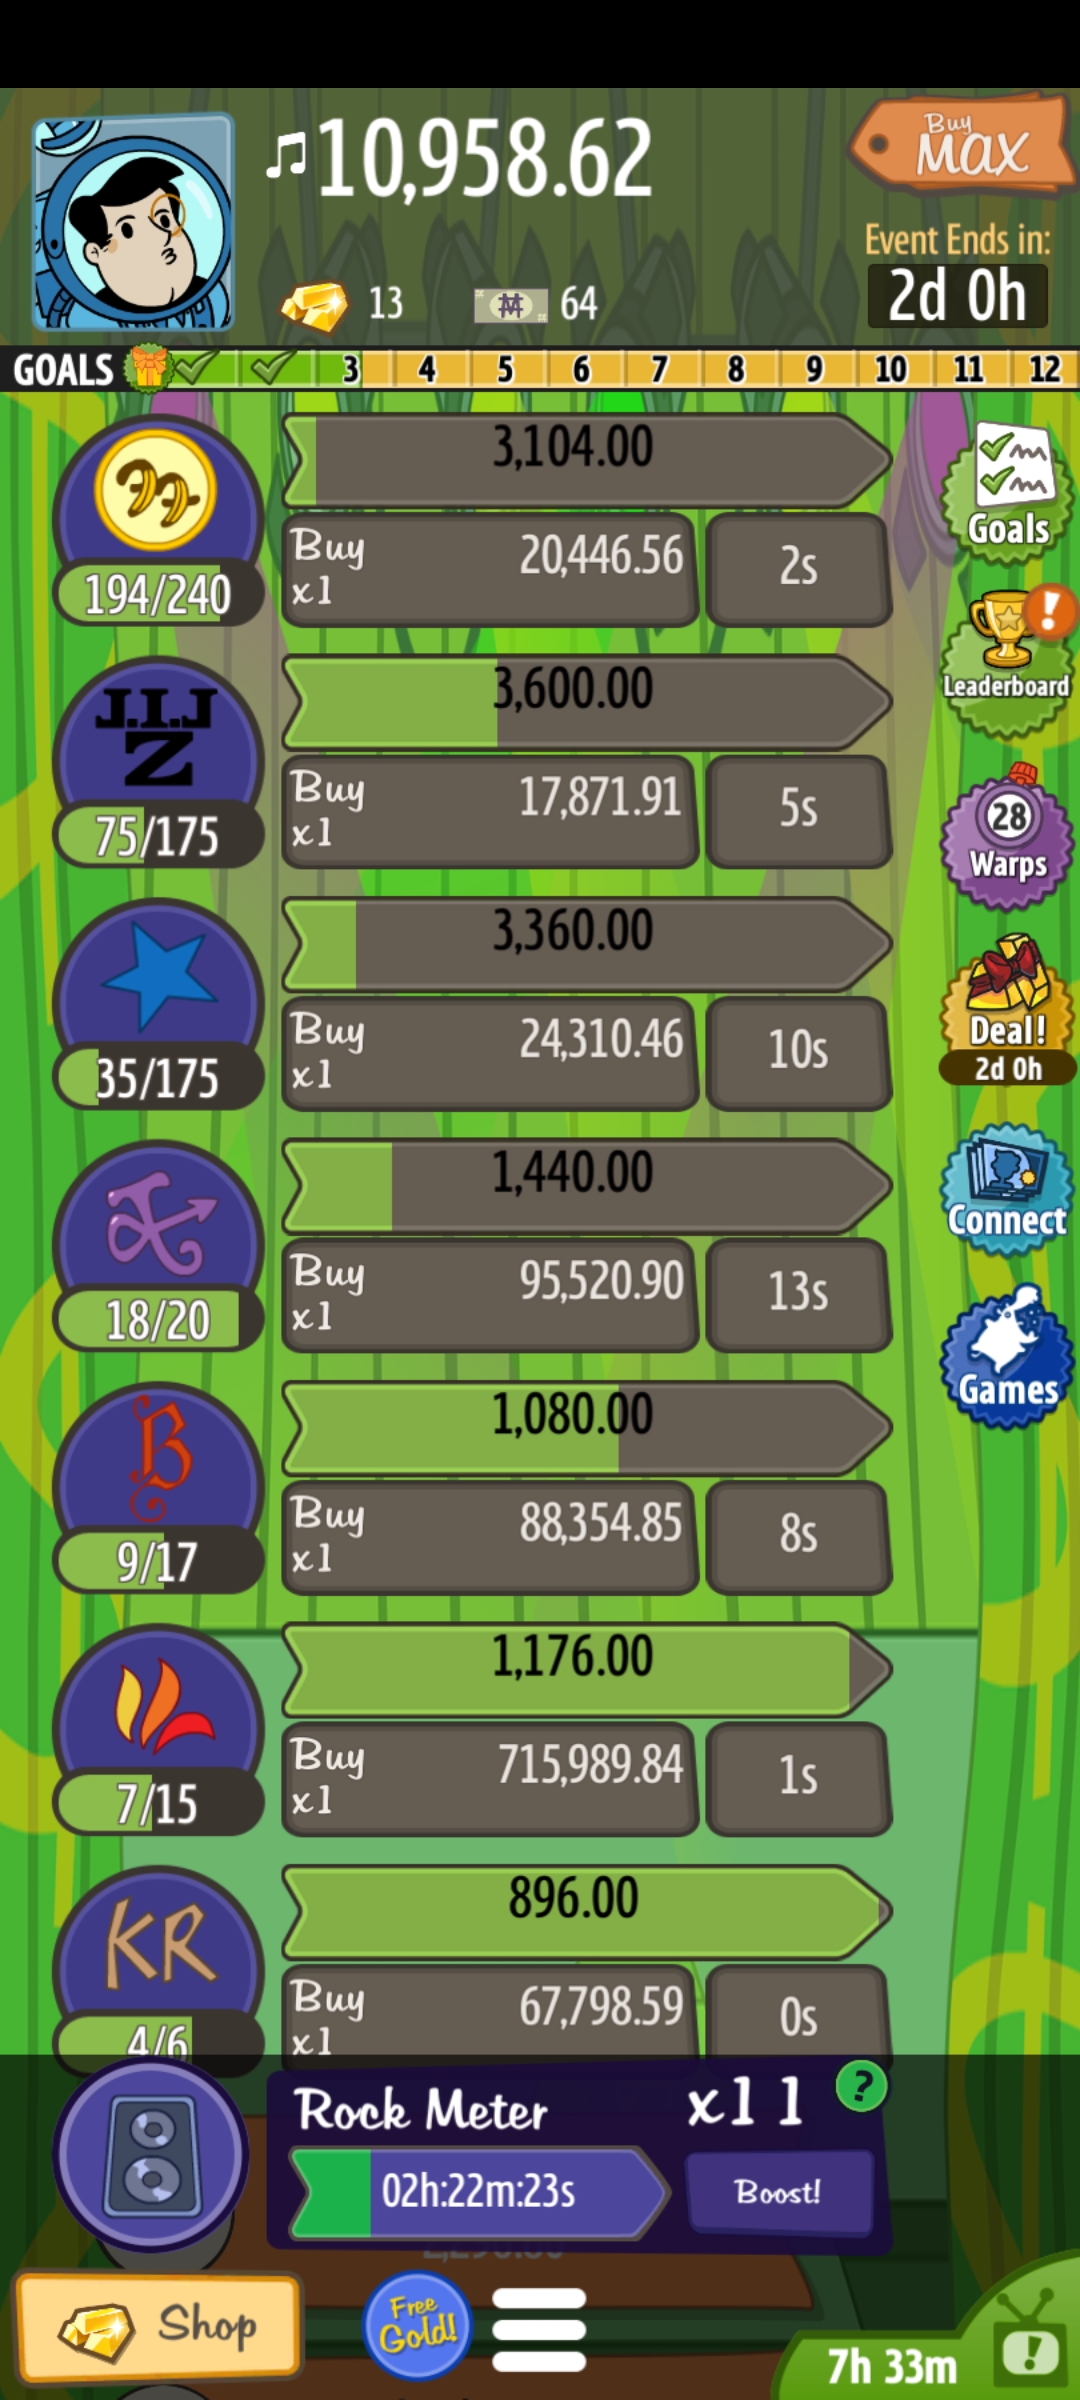 ♫10,958.62
Buy
MAX
Event Ends in:
13
64
2d 0h
GOALS 3 4 5 6 7 8 9 10 11 12
3,104.00
Buy
x1
20,446.56
2s
194/240
Goals
J.I.J
Z
3,600.00
Buy
x1
17,871.91
5s
75/175
!
Leaderboard
28
Warps
3,360.00
Buy
x1
24,310.46
10s
35/175
Deal!
2d 0h
1,440.00
Buy
x1
95,520.90
13s
18/20
Connect
B
1,080.00
Buy
x1
88,354.85
8s
9/17
Games
1,176.00
Buy
x1
715,989.84
1s
7/15
KR
896.00
Buy
x1
67,798.59
0s
4/6
Rock Meter
x11
?
02h:22m:23s
Boost!
Shop
Free
Gold!
7h 33m
!